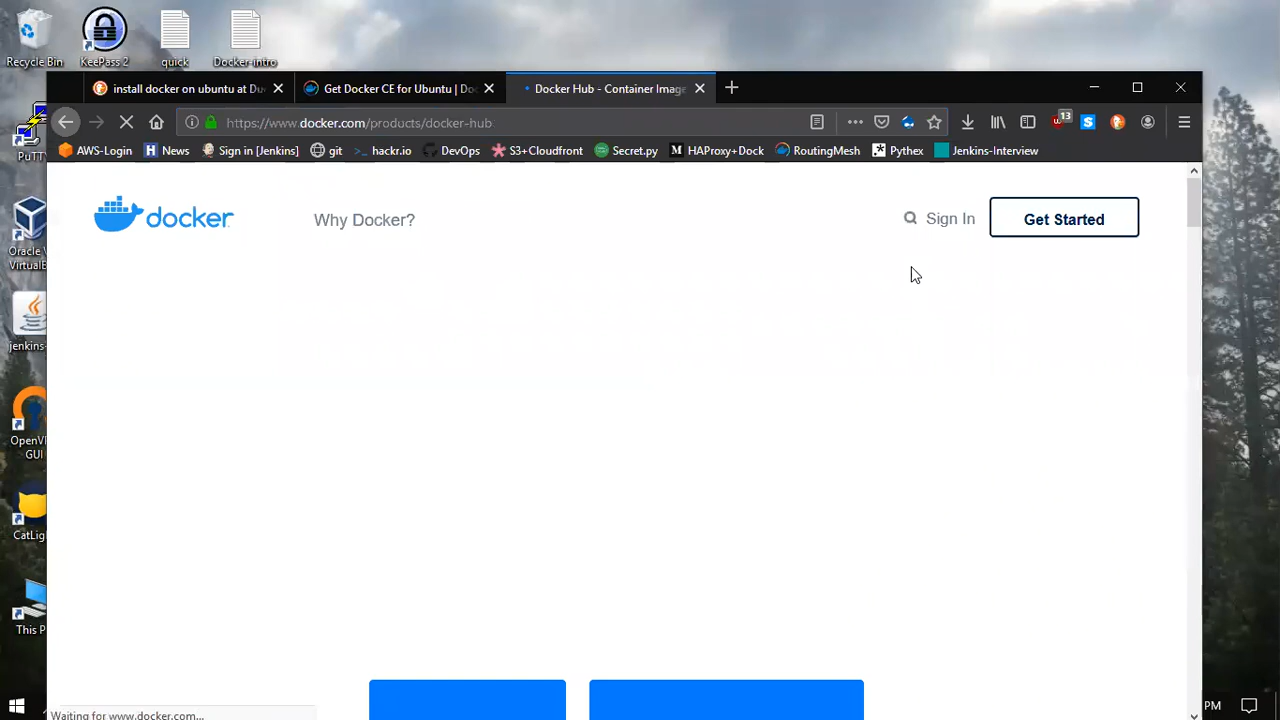 Recycle Bin
KeePass 2
quick
Docker-intro
install docker on ubuntu at Du
Get Docker CE for Ubuntu | Doc
Docker Hub - Container Image
https://www.docker.com/products/docker-hub
13
S
AWS-Login
H News
Sign in [Jenkins]
git
hackr.io
DevOps
S3+Cloudfront
Secret.py
M HAProxy+Dock
RoutingMesh
Pythex
Jenkins-Interview
PuTT
docker
Why Docker?
Sign In
Get Started
Oracle V
VirtualB
jenkins-
OpenVP
GUI
CatLigh
This P
Waiting for www.docker.com...
PM